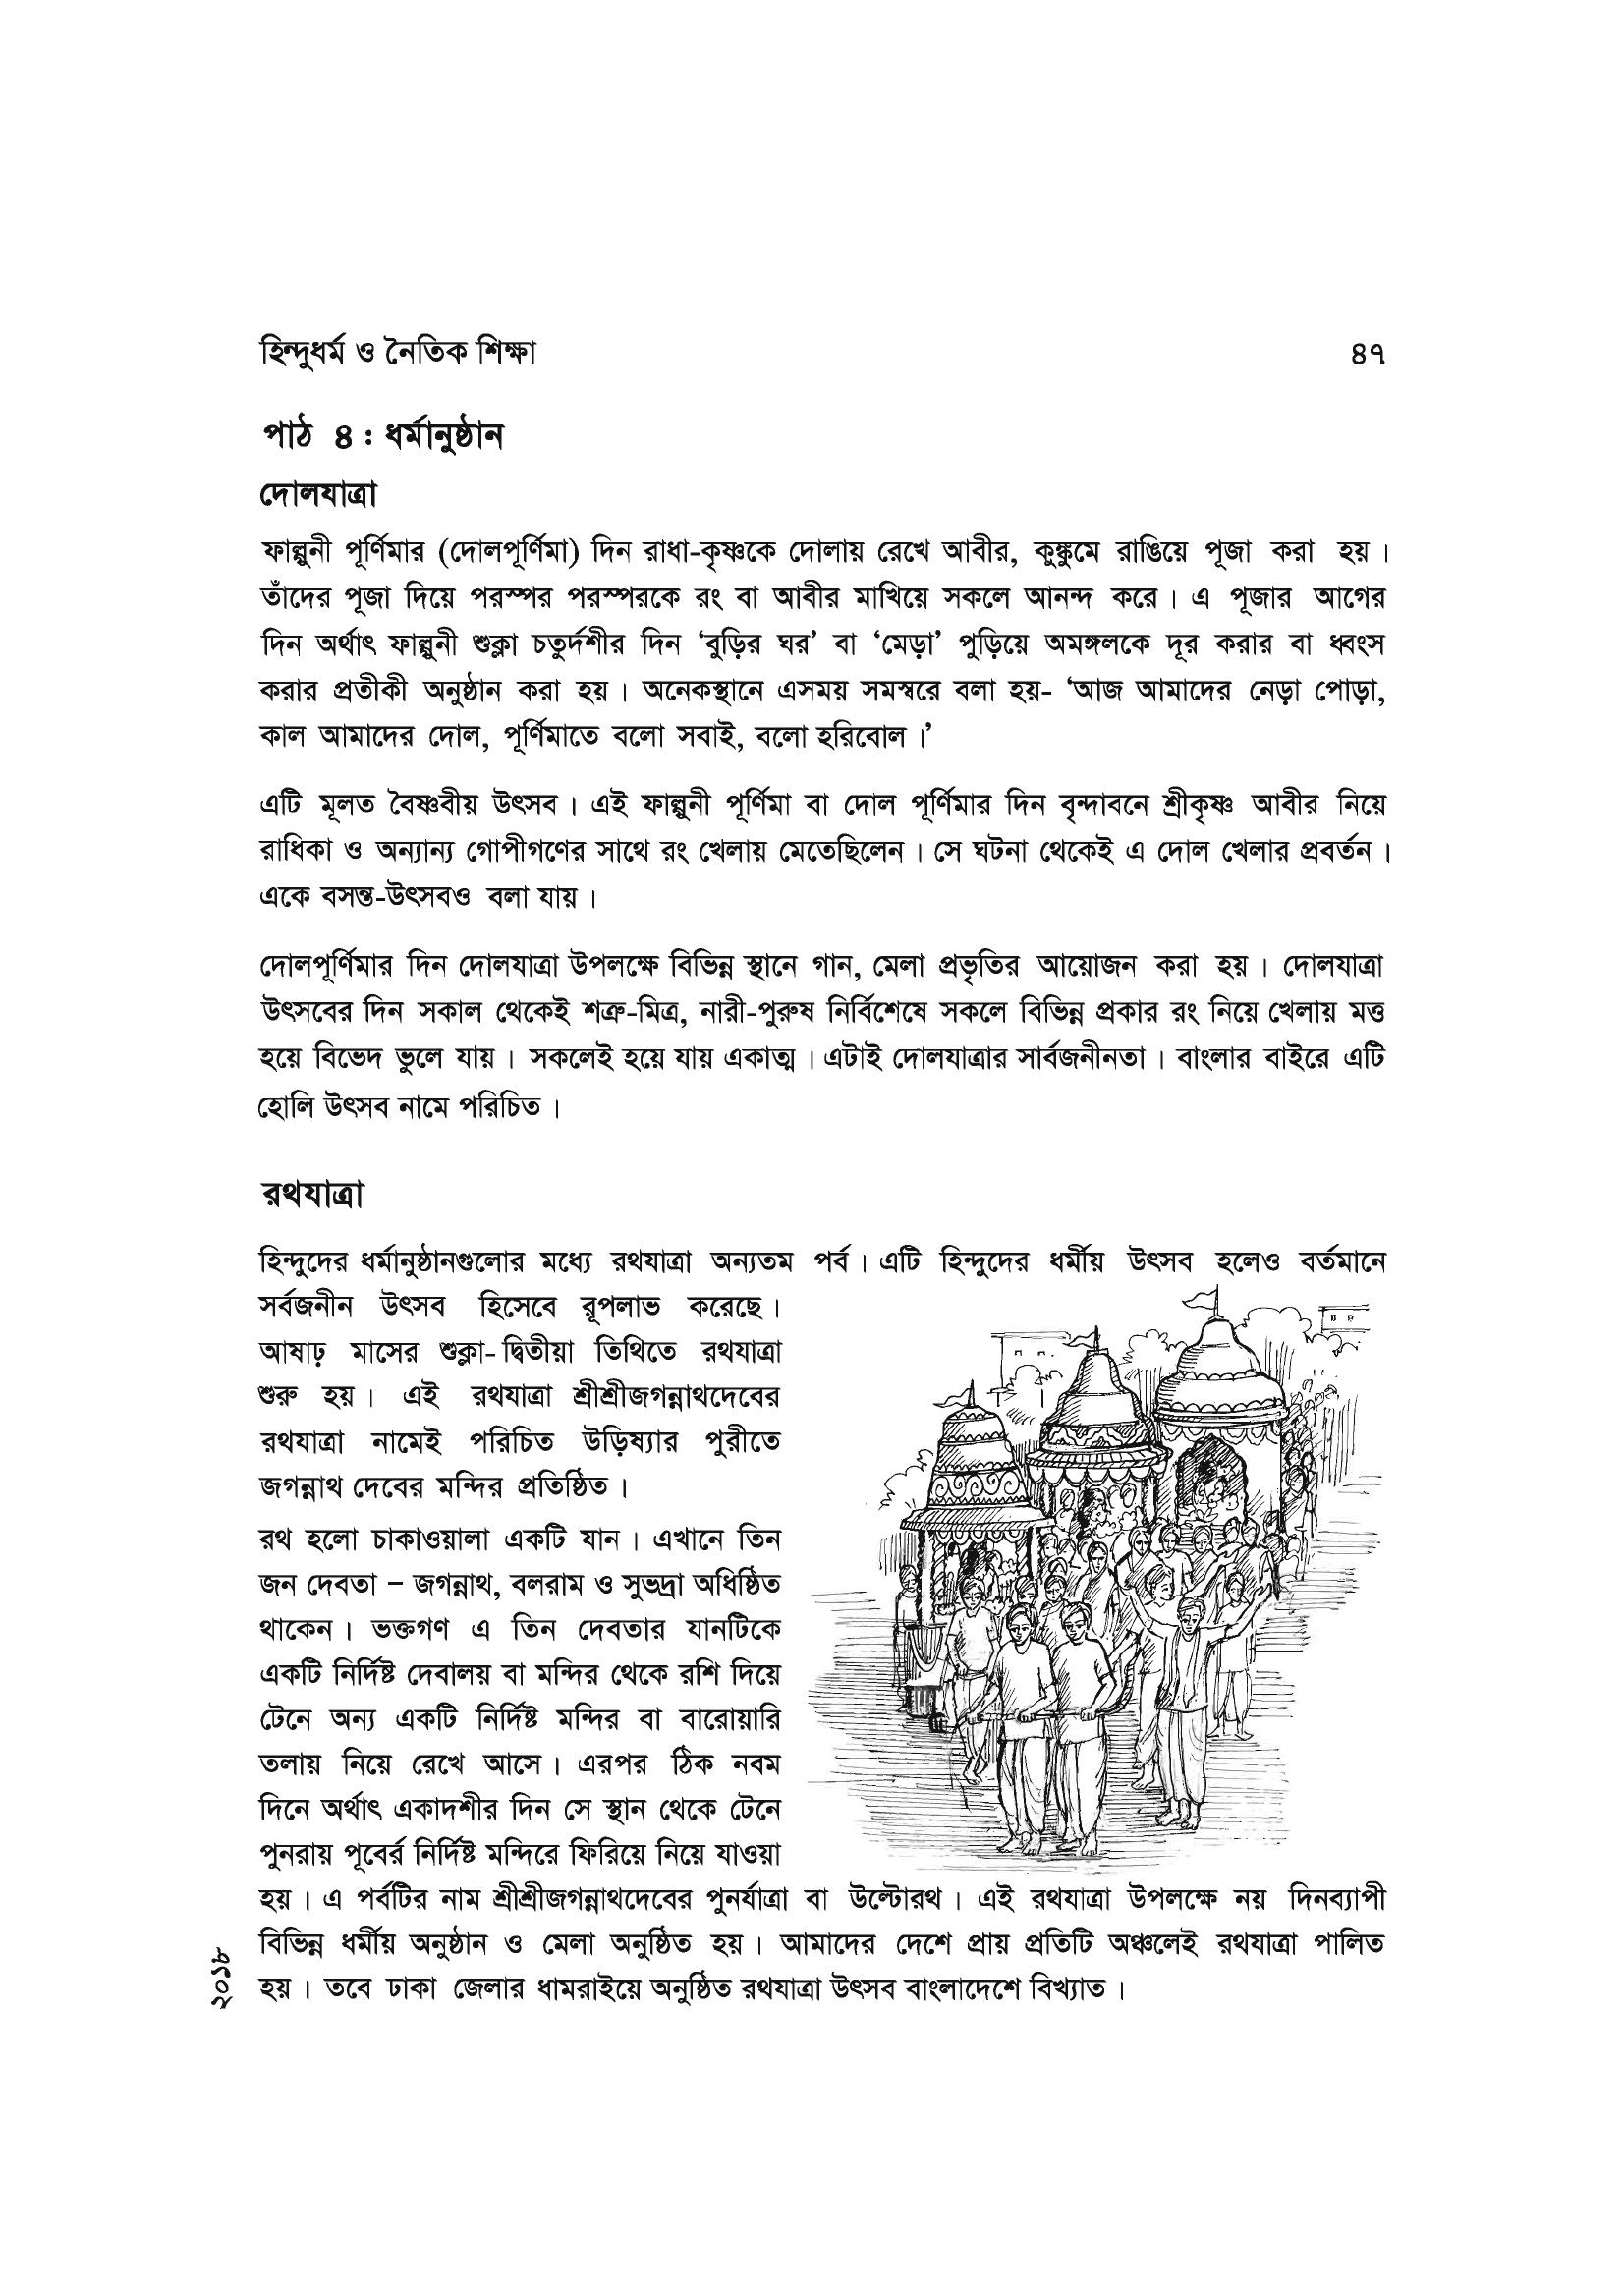 হিন্দুধর্ম ও নৈতিক শিক্ষা
৪৭
পাঠ ৪ : ধর্মানুষ্ঠান
দোলযাত্রা
ফাল্গুনী পূর্ণিমার (দোলপূর্ণিমা) দিন রাধা-কৃষ্ণকে দোলায় রেখে আবীর, কুঙ্কুমে রাঙিয়ে পূজা করা হয়।
তাঁদের পূজা দিয়ে পরস্পর পরস্পরকে রং বা আবীর মাখিয়ে সকলে আনন্দ করে। এ পূজার আগের
দিন অর্থাৎ ফাল্গুনী শুক্লা চতুর্দশীর দিন ‘বুড়ির ঘর’ বা ‘মেড়া’ পুড়িয়ে অমঙ্গলকে দূর করার বা ধ্বংস
করার প্রতীকী অনুষ্ঠান করা হয়। অনেকস্থানে এসময় সমস্বরে বলা হয়- ‘আজ আমাদের নেড়া পোড়া,
কাল আমাদের দোল, পূর্ণিমাতে বলো সবাই, বলো হরিবোল।’
এটি মূলত বৈষ্ণবীয় উৎসব। এই ফাল্গুনী পূর্ণিমা বা দোল পূর্ণিমার দিন বৃন্দাবনে শ্রীকৃষ্ণ আবীর নিয়ে
রাধিকা ও অন্যান্য গোপীগণের সাথে রং খেলায় মেতেছিলেন। সে ঘটনা থেকেই এ দোল খেলার প্রবর্তন।
একে বসন্ত-উৎসবও বলা যায়।
দোলপূর্ণিমার দিন দোলযাত্রা উপলক্ষে বিভিন্ন স্থানে গান, মেলা প্রভৃতির আয়োজন করা হয়। দোলযাত্রা
উৎসবের দিন সকাল থেকেই শত্রু-মিত্র, নারী-পুরুষ নির্বিশেষে সকলে বিভিন্ন প্রকার রং নিয়ে খেলায় মত্ত
হয়ে বিভেদ ভুলে যায়। সকলেই হয়ে যায় একাত্ম। এটাই দোলযাত্রার সার্বজনীনতা। বাংলার বাইরে এটি
হোলি উৎসব নামে পরিচিত।
রথযাত্রা
হিন্দুদের ধর্মানুষ্ঠানগুলোর মধ্যে রথযাত্রা অন্যতম পর্ব। এটি হিন্দুদের ধর্মীয় উৎসব হলেও বর্তমানে
সর্বজনীন উৎসব হিসেবে রূপলাভ করেছে।
আষাঢ় মাসের শুক্লা- দ্বিতীয়া তিথিতে রথযাত্রা
শুরু হয়। এই রথযাত্রা শ্রীশ্রীজগন্নাথদেবের
রথযাত্রা নামেই পরিচিত উড়িষ্যার পুরীতে
জগন্নাথ দেবের মন্দির প্রতিষ্ঠিত।
রথ হলো চাকাওয়ালা একটি যান। এখানে তিন
জন দেবতা – জগন্নাথ, বলরাম ও সুভদ্রা অধিষ্ঠিত
থাকেন। ভক্তগণ এ তিন দেবতার যানটিকে
একটি নির্দিষ্ট দেবালয় বা মন্দির থেকে রশি দিয়ে
টেনে অন্য একটি নির্দিষ্ট মন্দির বা বারোয়ারি
তলায় নিয়ে রেখে আসে। এরপর ঠিক নবম
দিনে অর্থাৎ একাদশীর দিন সে স্থান থেকে টেনে
পুনরায় পূবের্র নির্দিষ্ট মন্দিরে ফিরিয়ে নিয়ে যাওয়া
হয়। এ পর্বটির নাম শ্রীশ্রীজগন্নাথদেবের পুনর্যাত্রা বা উল্টোরথ। এই রথযাত্রা উপলক্ষে নয় দিনব্যাপী
বিভিন্ন ধর্মীয় অনুষ্ঠান ও মেলা অনুষ্ঠিত হয়। আমাদের দেশে প্রায় প্রতিটি অঞ্চলেই রথযাত্রা পালিত
হয়। তবে ঢাকা জেলার ধামরাইয়ে অনুষ্ঠিত রথযাত্রা উৎসব বাংলাদেশে বিখ্যাত।
২০১৮